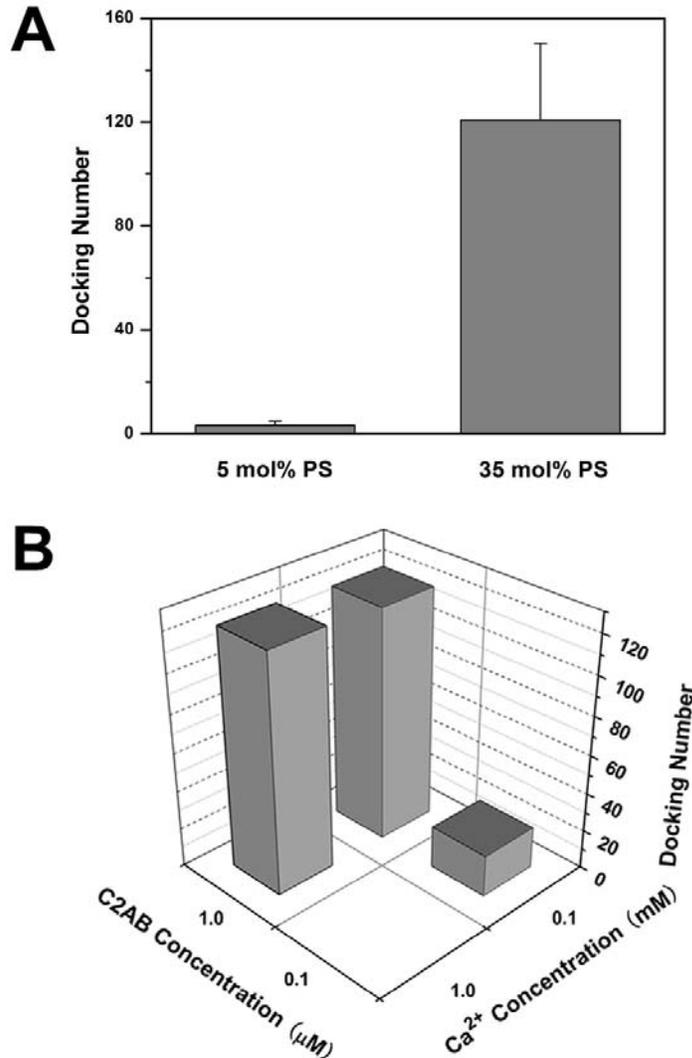 A
160
120
80
40
0
Docking Number
5 mol% PS
35 mol% PS
B
120
100
80
60
40
20
0
Docking Number
1.0
0.1
C2AB Concentration (μM)
0.1
1.0
Ca²⁺ Concentration (mM)